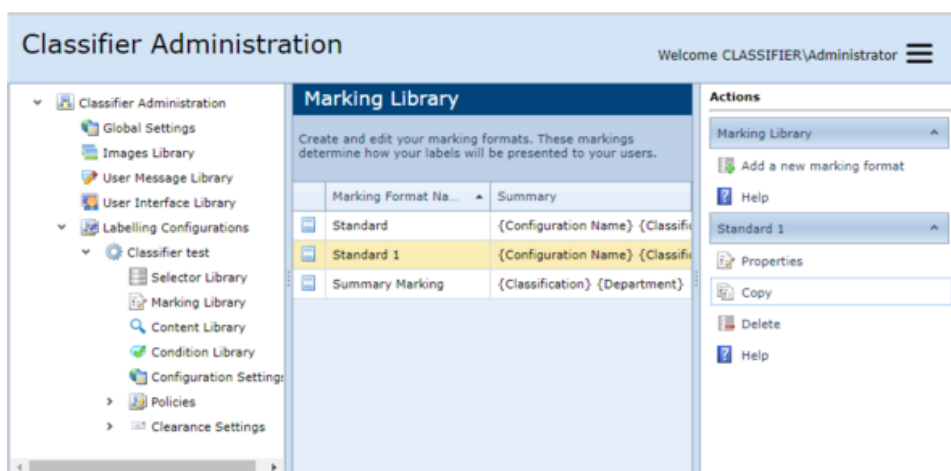 Classifier Administration
Welcome CLASSIFIER\Administrator
Classifier Administration
Global Settings
Images Library
User Message Library
User Interface Library
Labelling Configurations
Classifier test
Selector Library
Marking Library
Content Library
Condition Library
Configuration Setting
Policies
Clearance Settings
Marking Library
Create and edit your marking formats. These markings
determine how your labels will be presented to your users.
Marking Format Na... Summary
Standard {Configuration Name} {Classifi
Standard 1 {Configuration Name} {Classifi
Summary Marking {Classification} {Department}
Actions
Marking Library
Add a new marking format
Help
Standard 1
Properties
Copy
Delete
Help